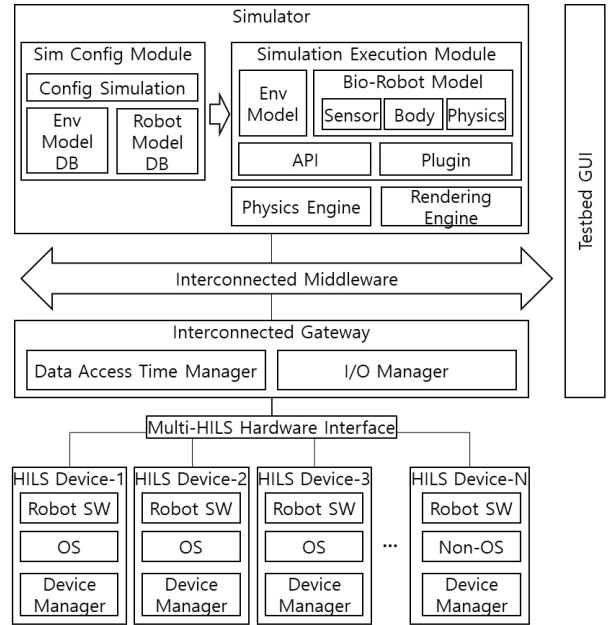 Simulator
Sim Config Module
Config Simulation
Env
Model
DB
Robot
Model
DB
Simulation Execution Module
Env
Model
Bio-Robot Model
Sensor
Body
Physics
API
Plugin
Physics Engine
Rendering
Engine
Testbed GUI
Interconnected Middleware
Interconnected Gateway
Data Access Time Manager
I/O Manager
Multi-HILS Hardware Interface
HILS Device-1
Robot SW
OS
Device
Manager
HILS Device-2
Robot SW
OS
Device
Manager
HILS Device-3
Robot SW
OS
Device
Manager
...
HILS Device-N
Robot SW
Non-OS
Device
Manager